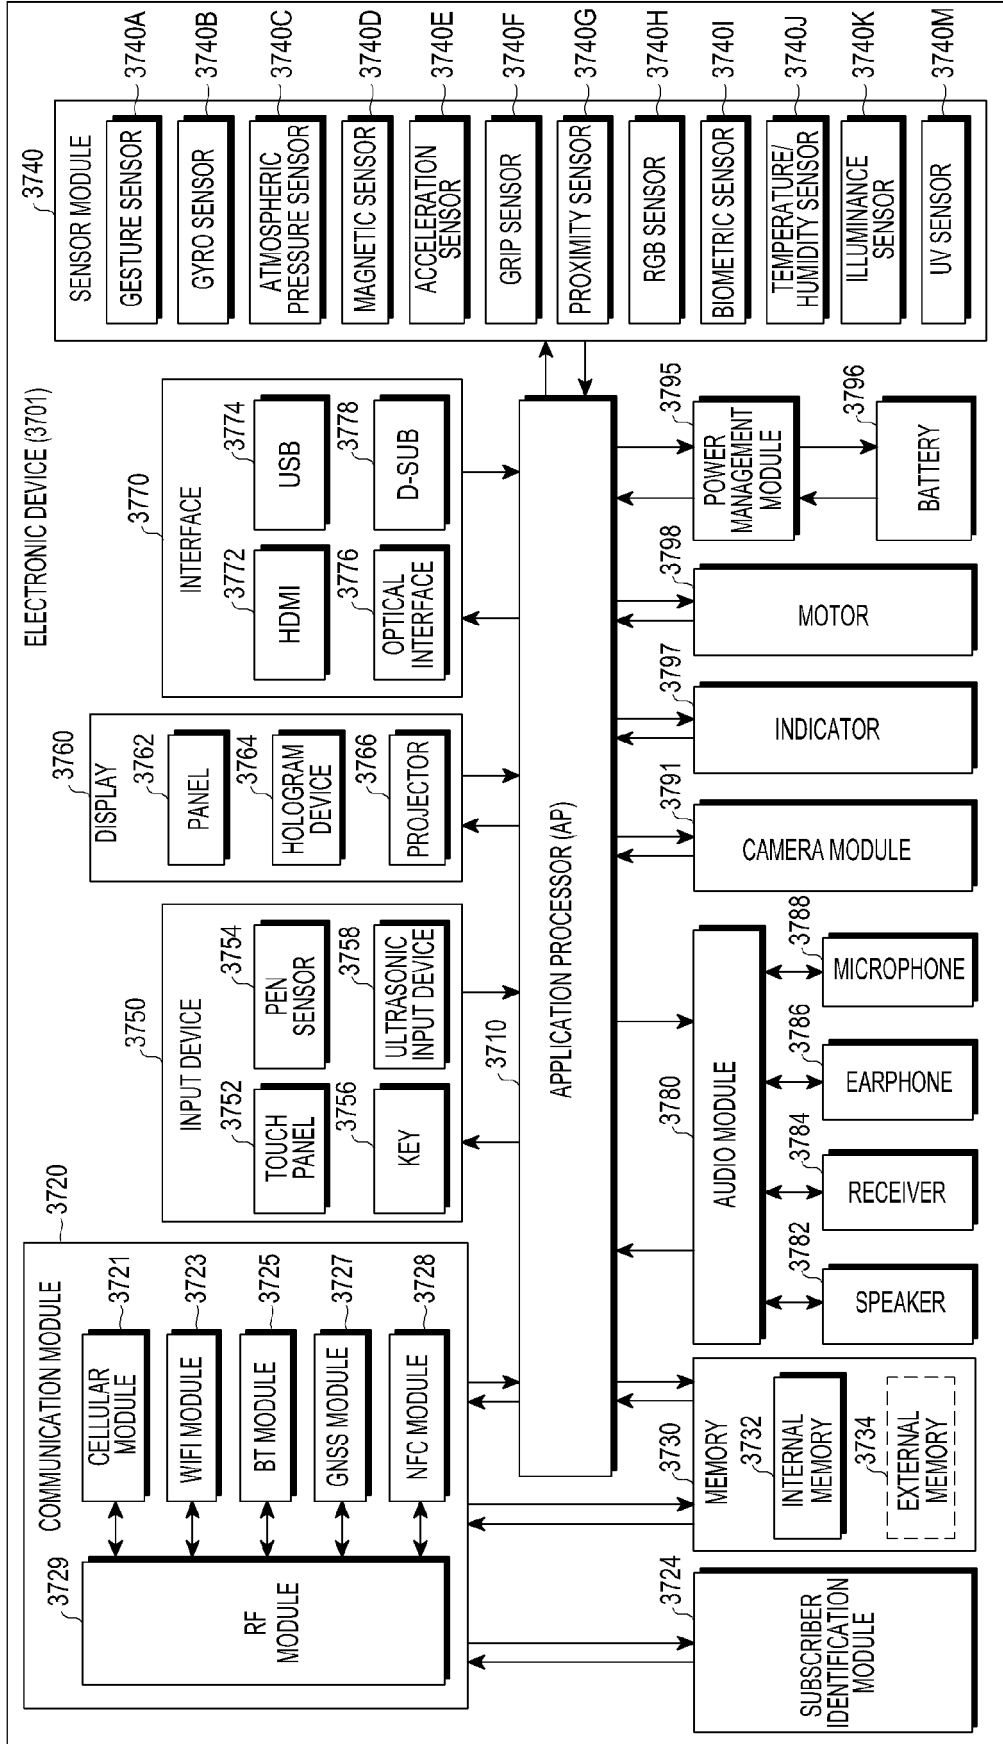 ELECTRONIC DEVICE (3701)
3720
COMMUNICATION MODULE
3729
RF
MODULE
CELLULAR
MODULE
3721
WIFI MODULE
3723
BT MODULE
3725
GNSS MODULE
3727
NFC MODULE
3728
3750
INPUT DEVICE
3752
TOUCH
PANEL
3754
PEN
SENSOR
3756
KEY
3758
ULTRASONIC
INPUT DEVICE
3760
DISPLAY
3762
PANEL
3764
HOLOGRAM
DEVICE
3766
PROJECTOR
3770
INTERFACE
3772
HDMI
3774
USB
3776
OPTICAL
INTERFACE
3778
D-SUB
3740
SENSOR MODULE
GESTURE SENSOR
3740A
GYRO SENSOR
3740B
ATMOSPHERIC
PRESSURE SENSOR
3740C
MAGNETIC SENSOR
3740D
ACCELERATION
SENSOR
3740E
GRIP SENSOR
3740F
PROXIMITY SENSOR
3740G
RGB SENSOR
3740H
BIOMETRIC SENSOR
3740I
TEMPERATURE/
HUMIDITY SENSOR
3740J
ILLUMINANCE
SENSOR
3740K
UV SENSOR
3740M
3710
APPLICATION PROCESSOR (AP)
3724
SUBSCRIBER
IDENTIFICATION
MODULE
3730
MEMORY
3732
INTERNAL
MEMORY
3734
EXTERNAL
MEMORY
3780
AUDIO MODULE
3782
SPEAKER
3784
RECEIVER
3786
EARPHONE
3788
MICROPHONE
3791
CAMERA MODULE
3797
INDICATOR
3798
MOTOR
3795
POWER
MANAGEMENT
MODULE
3796
BATTERY